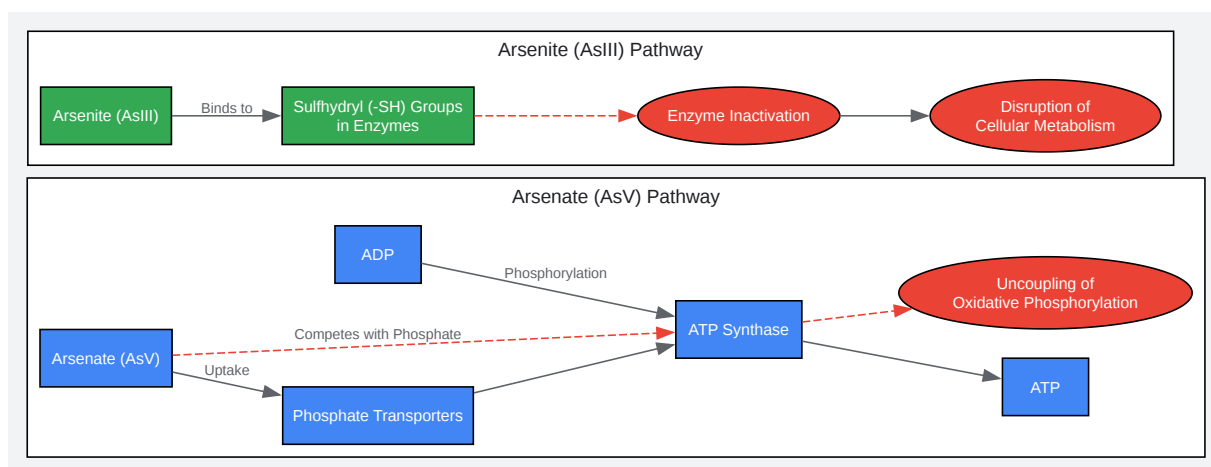 Arsenite (AsIII) Pathway
Arsenite (AsIII)
Binds to
Sulfhydryl (-SH) Groups
in Enzymes
Enzyme Inactivation
Disruption of
Cellular Metabolism
Arsenate (AsV) Pathway
ADP
Phosphorylation
Uncoupling of
Oxidative Phosphorylation
Competes with Phosphate
ATP Synthase
Arsenate (AsV)
Uptake
ATP
Phosphate Transporters